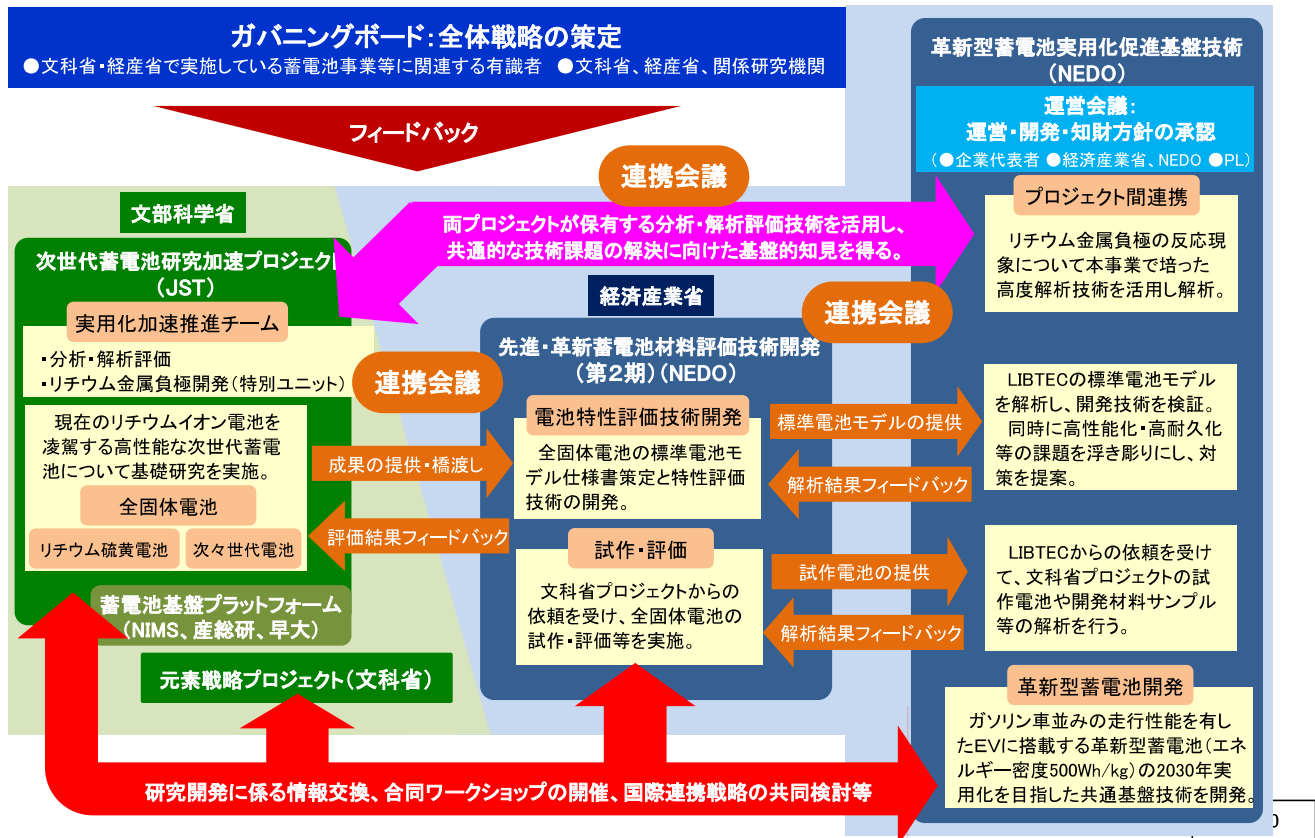 ガバニングボード：全体戦略の策定
●文科省・経産省で実施している蓄電池事業等に関連する有識者　●文科省、経産省、関係研究機関
フィードバック
連携会議
両プロジェクトが保有する分析・解析評価技術を活用し、
共通的な技術課題の解決に向けた基盤的知見を得る。
文部科学省
次世代蓄電池研究加速プロジェクト
（JST）
実用化加速推進チーム
・分析・解析評価
・リチウム金属負極開発（特別ユニット）
現在のリチウムイオン電池を
凌駕する高性能な次世代蓄電
池について基礎研究を実施。
全固体電池
リチウム硫黄電池
次々世代電池
蓄電池基盤プラットフォーム
（NIMS、産総研、早大）
元素戦略プロジェクト（文科省）
連携会議
成果の提供・橋渡し
評価結果フィードバック
経済産業省
先進・革新蓄電池材料評価技術開発
（第２期）（NEDO）
電池特性評価技術開発
全固体電池の標準電池モ
デル仕様書策定と特性評価
技術の開発。
試作・評価
文科省プロジェクトからの
依頼を受け、全固体電池の
試作・評価等を実施。
連携会議
標準電池モデルの提供
解析結果フィードバック
試作電池の提供
解析結果フィードバック
革新型蓄電池実用化促進基盤技術
（NEDO）
運営会議：
運営・開発・知財方針の承認
（●企業代表者 ●経済産業省、NEDO ●PL）
プロジェクト間連携
リチウム金属負極の反応現
象について本事業で培った
高度解析技術を活用し解析。
LIBTECの標準電池モデル
を解析し、開発技術を検証。
同時に高性能化・高耐久化
等の課題を浮き彫りにし、対
策を提案。
LIBTECからの依頼を受け
て、文科省プロジェクトの試
作電池や開発材料サンプル
等の解析を行う。
革新型蓄電池開発
ガソリン車並みの走行性能を有し
たEVに搭載する革新型蓄電池（エネ
ルギー密度500Wh/kg）の2030年実
用化を目指した共通基盤技術を開発。
研究開発に係る情報交換、合同ワークショップの開催、国際連携戦略の共同検討等